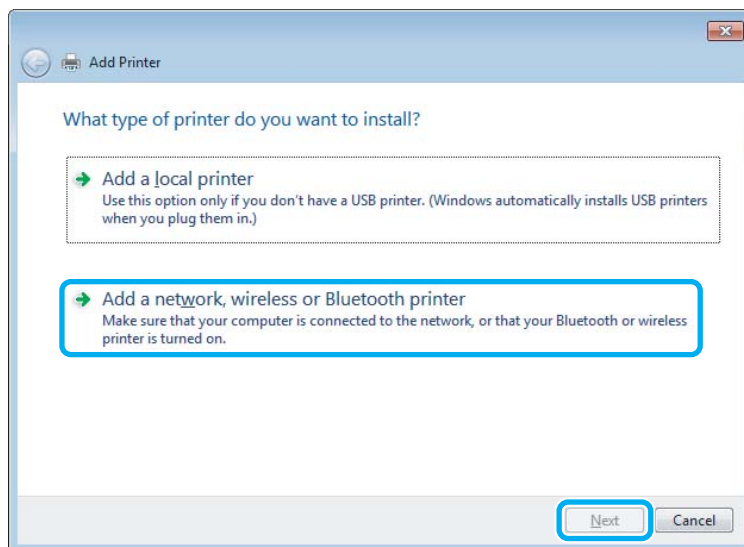 Add Printer
What type of printer do you want to install?
Add a local printer
Use this option only if you don't have a USB printer. (Windows automatically installs USB printers
when you plug them in.)
Add a network, wireless or Bluetooth printer
Make sure that your computer is connected to the network, or that your Bluetooth or wireless
printer is turned on.
Next Cancel